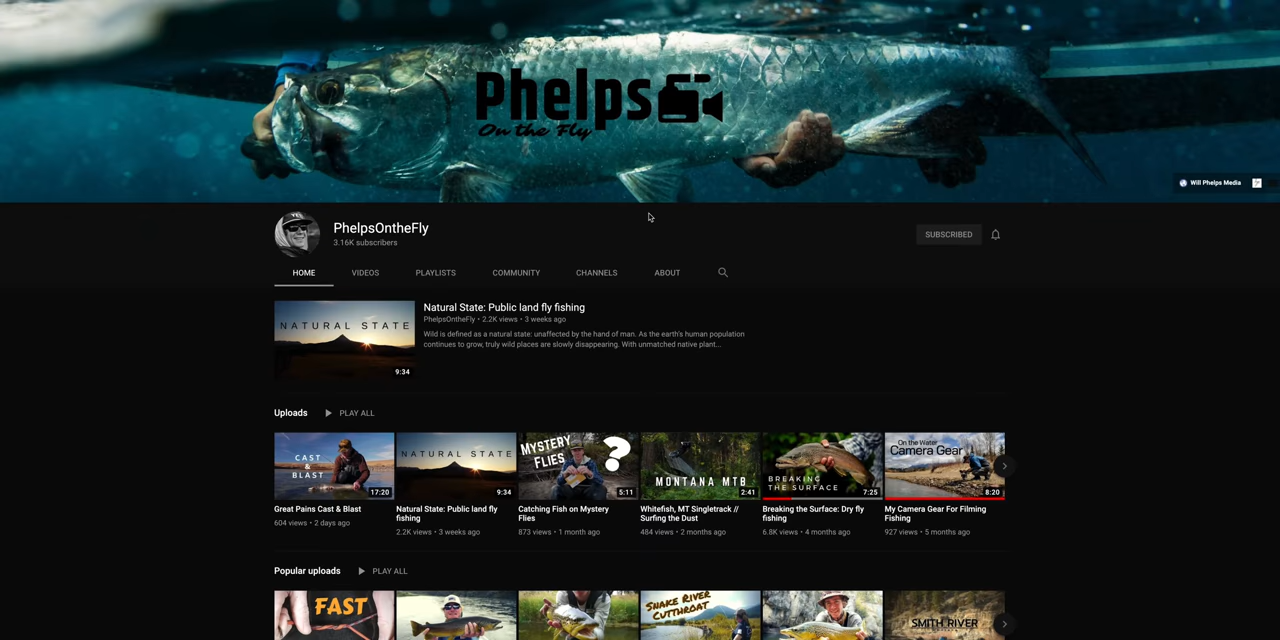 Phelps
On the Fly
Will Phelps Media
PhelpsOntheFly
3.16K subscribers
SUBSCRIBED
HOME VIDEOS PLAYLISTS COMMUNITY CHANNELS ABOUT
NATURAL STATE
9:34
Natural State: Public land fly fishing
PhelpsOntheFly • 2.2K views • 3 weeks ago
Wild is defined as a natural state: unaffected by the hand of man. As the earth's human population
continues to grow, truly wild places are slowly disappearing. With unmatched native plant...
Uploads PLAY ALL
CAST
&
BLAST
17:20
Great Pains Cast & Blast
604 views • 2 days ago
NATURAL STATE
9:34
Natural State: Public land fly
fishing
2.2K views • 3 weeks ago
MYSTERY
FLIES
?
5:11
Catching Fish on Mystery
Flies
873 views • 1 month ago
MONTANA MTB
2:41
Whitefish, MT Singletrack //
Surfing the Dust
484 views • 2 months ago
BREAKING
THE SURFACE
7:25
Breaking the Surface: Dry fly
fishing
6.8K views • 4 months ago
On the Water
Camera Gear
8:20
My Camera Gear For Filming
Fishing
927 views • 5 months ago
Popular uploads PLAY ALL
FAST
SNAKE RIVER
CUTTHROAT
SMITH RIVER